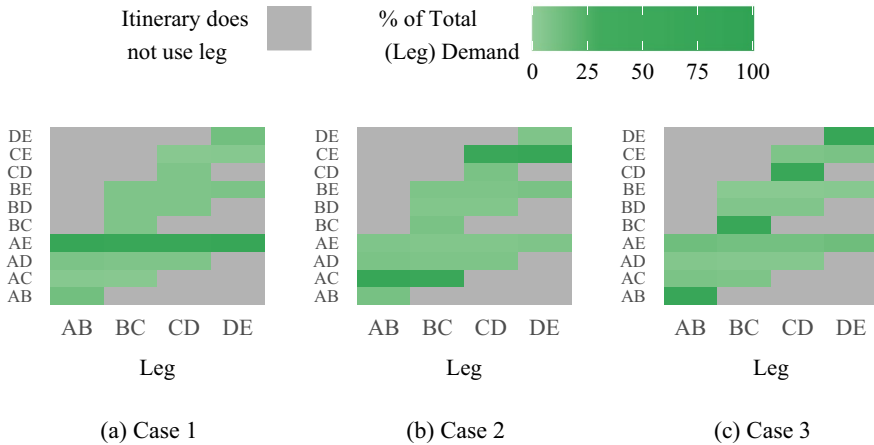 Itinerary does
not use leg
% of Total
(Leg) Demand
0 25 50 75 100
DE
CE
CD
BE
BD
BC
AE
AD
AC
AB
AB BC CD DE
Leg
(a) Case 1
DE
CE
CD
BE
BD
BC
AE
AD
AC
AB
AB BC CD DE
Leg
(b) Case 2
DE
CE
CD
BE
BD
BC
AE
AD
AC
AB
AB BC CD DE
Leg
(c) Case 3